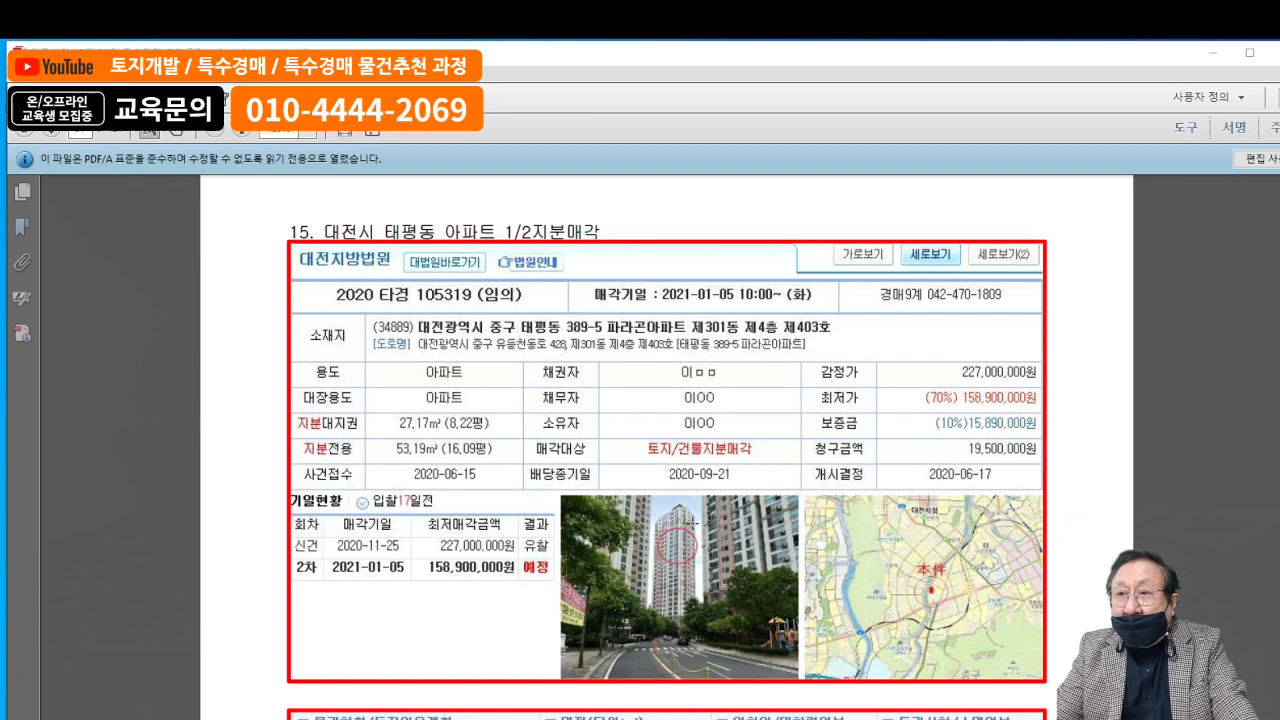 YouTube 토지개발 / 특수경매 / 특수경매 물건추천 과정
온/오프라인
교육생 모집중
교육문의 010-4444-2069
사용자 정의
도구 서명
이 파일은 PDF/A 표준을 준수하며 수정할 수 없도록 읽기 전용으로 열렸습니다.
편집
15. 대전시 태평동 아파트 1/2지분매각
대전지방법원 대법원바로가기 법원안내 가로보기 세로보기 세로보기(2)
2020 타경 105319 (임의) 매각기일 : 2021-01-05 10:00~ (화) 경매9계 042-470-1809
소재지 (34889) 대전광역시 중구 태평동 389-5 파라곤아파트 제301동 제4층 제403호
[도로명] 대전광역시 중구 유등천동로 428, 제301동 제4층 제403호 [태평동 389-5 파라곤아파트]
용도 아파트 채권자 이ㅁㅁ 감정가 227,000,000원
대장용도 아파트 채무자 이OO 최저가 (70%) 158,900,000원
지분대지권 27.17㎡ (8.22평) 소유자 이OO 보증금 (10%)15,890,000원
지분전용 53.19㎡ (16.09평) 매각대상 토지/건물지분매각 청구금액 19,500,000원
사건접수 2020-06-15 배당종기일 2020-09-21 개시결정 2020-06-17
기일현황 입찰17일전
회차 매각기일 최저매각금액 결과
신건 2020-11-25 227,000,000원 유찰
2차 2021-01-05 158,900,000원 예정
대전시청
本件
중구